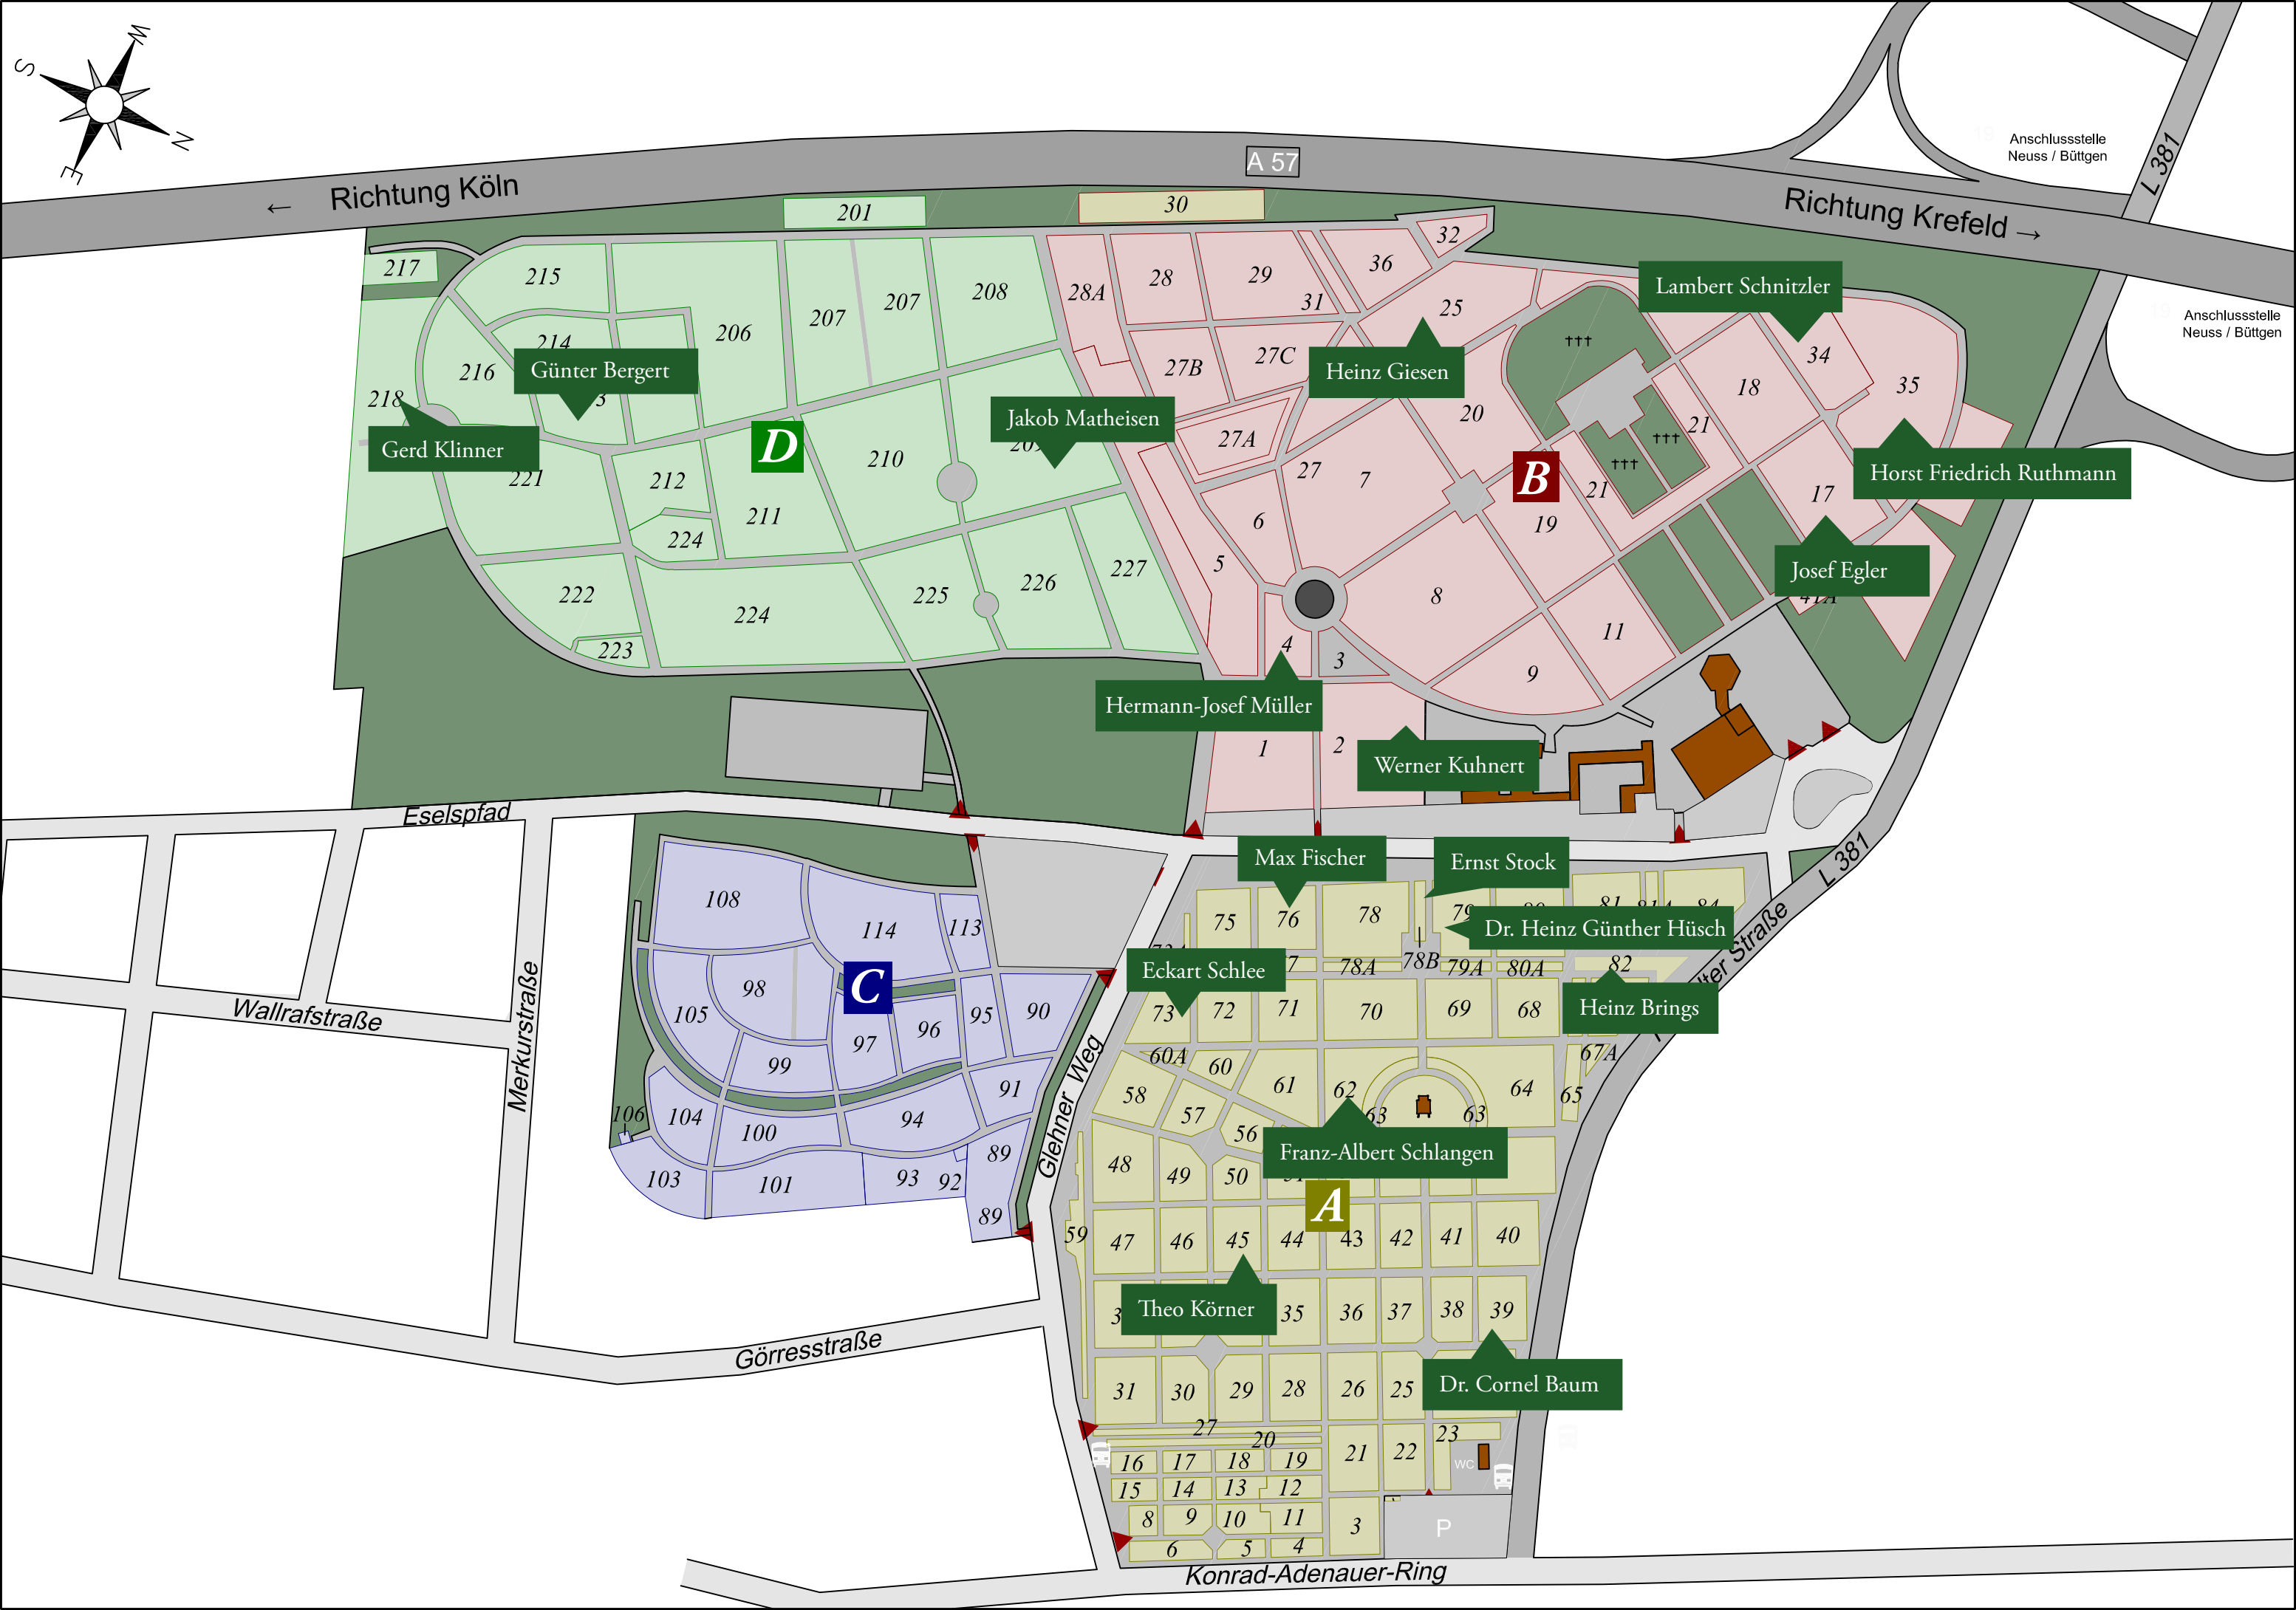 W
S
N
E
← Richtung Köln
A 57
Richtung Krefeld →
L 381
Anschlussstelle
Neuss / Büttgen
Anschlussstelle
Neuss / Büttgen
201
30
217
215
206
207
207
208
28A
28
29
31
36
32
25
214
216
218
Günter Bergert
3
Gerd Klinner
221
D
212
211
224
210
Jakob Matheisen
222
223
224
225
226
227
27B
27C
27A
27
Heinz Giesen
†††
†††
†††
Lambert Schnitzler
34
35
18
21
20
B
21
19
7
6
5
17
Horst Friedrich Ruthmann
Josef Egler
41A
8
11
9
4
3
Hermann-Josef Müller
1
2
Werner Kuhnert
Eselspfad
Wallrafstraße
Merkurstraße
Görresstraße
Glehner Weg
Konrad-Adenauer-Ring
L 381
Straße
108
114
113
C
98
105
97
96
95
90
99
91
106
104
100
94
89
103
101
93
92
89
Max Fischer
Ernst Stock
75
76
78
Dr. Heinz Günther Hüsch
Eckart Schlee
78A
78B
79A
80A
82
Heinz Brings
73
72
71
70
69
68
60A
60
61
62
63
63
64
65
67A
58
57
56
Franz-Albert Schlangen
48
49
50
A
59
47
46
45
44
43
42
41
40
Theo Körner
35
36
37
38
39
Dr. Cornel Baum
31
30
29
28
26
25
27
20
23
16
17
18
19
21
22
WC
15
14
13
12
8
9
10
11
3
P
6
5
4